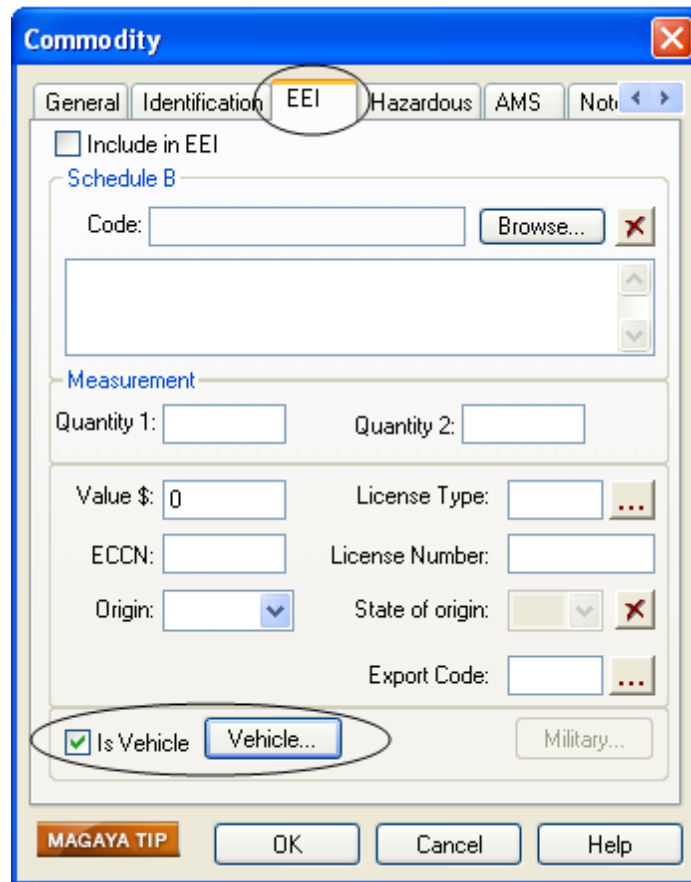 Commodity
General Identification EEI Hazardous AMS
Include in EEI
Schedule B
Code: Browse...
Measurement
Quantity 1: Quantity 2:
Value $: 0 License Type: ...
ECCN: License Number:
Origin: State of origin:
Export Code: ...
Is Vehicle Vehicle... Military...
MAGAYA TIP OK Cancel Help